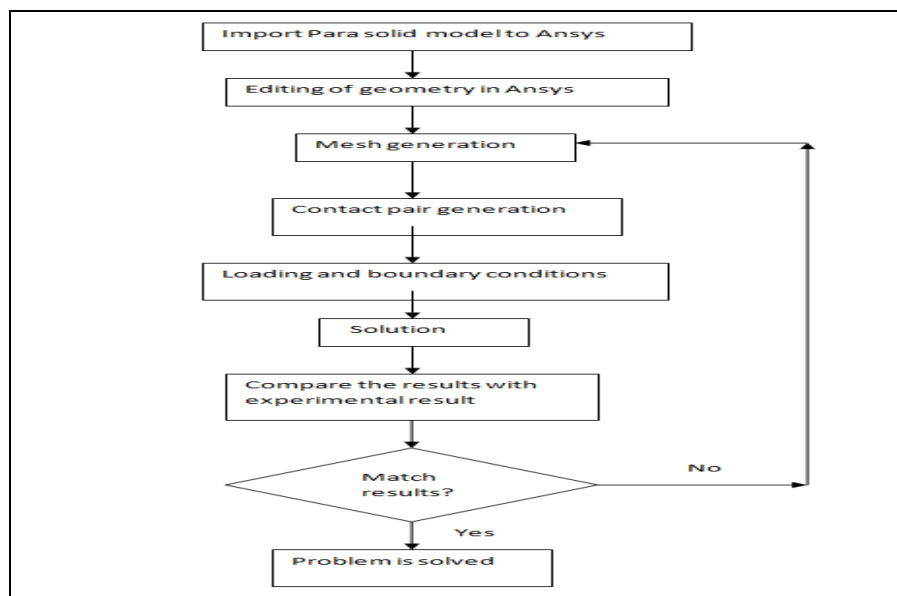 Import Para solid model to Ansys
Editing of geometry in Ansys
Mesh generation
Contact pair generation
Loading and boundary conditions
Solution
Compare the results with
experimental result
Match
results?
No
Yes
Problem is solved